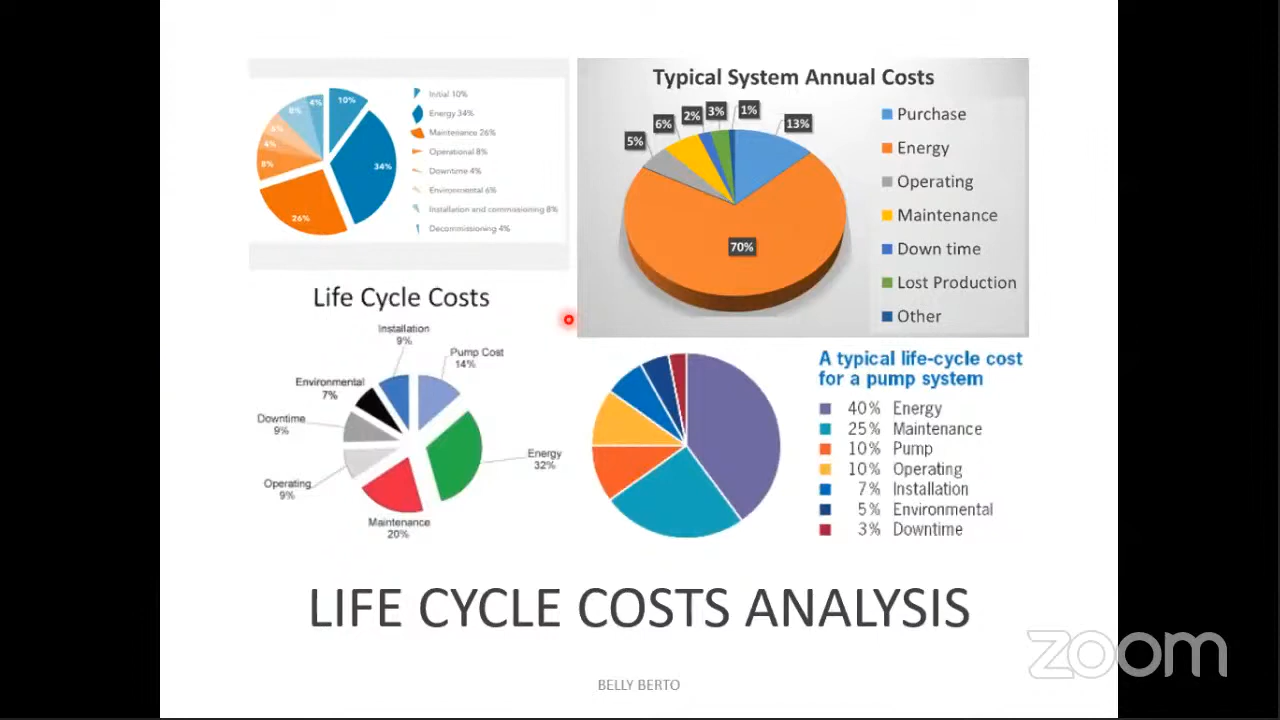 4%
10%
8%
34%
4%
8%
26%
Initial 10%
Energy 34%
Maintenance 26%
Operational 8%
Downtime 4%
Environmental 6%
Installation and commissioning 8%
Decommissioning 4%
Typical System Annual Costs
5%
6%
2%
3%
1%
13%
70%
Purchase
Energy
Operating
Maintenance
Down time
Lost Production
Other
Life Cycle Costs
Installation
9%
Pump Cost
14%
Environmental
7%
Downtime
9%
Energy
32%
Operating
9%
Maintenance
20%
A typical life-cycle cost
for a pump system
40% Energy
25% Maintenance
10% Pump
10% Operating
7% Installation
5% Environmental
3% Downtime
LIFE CYCLE COSTS ANALYSIS
BELLY BERTO
zoom